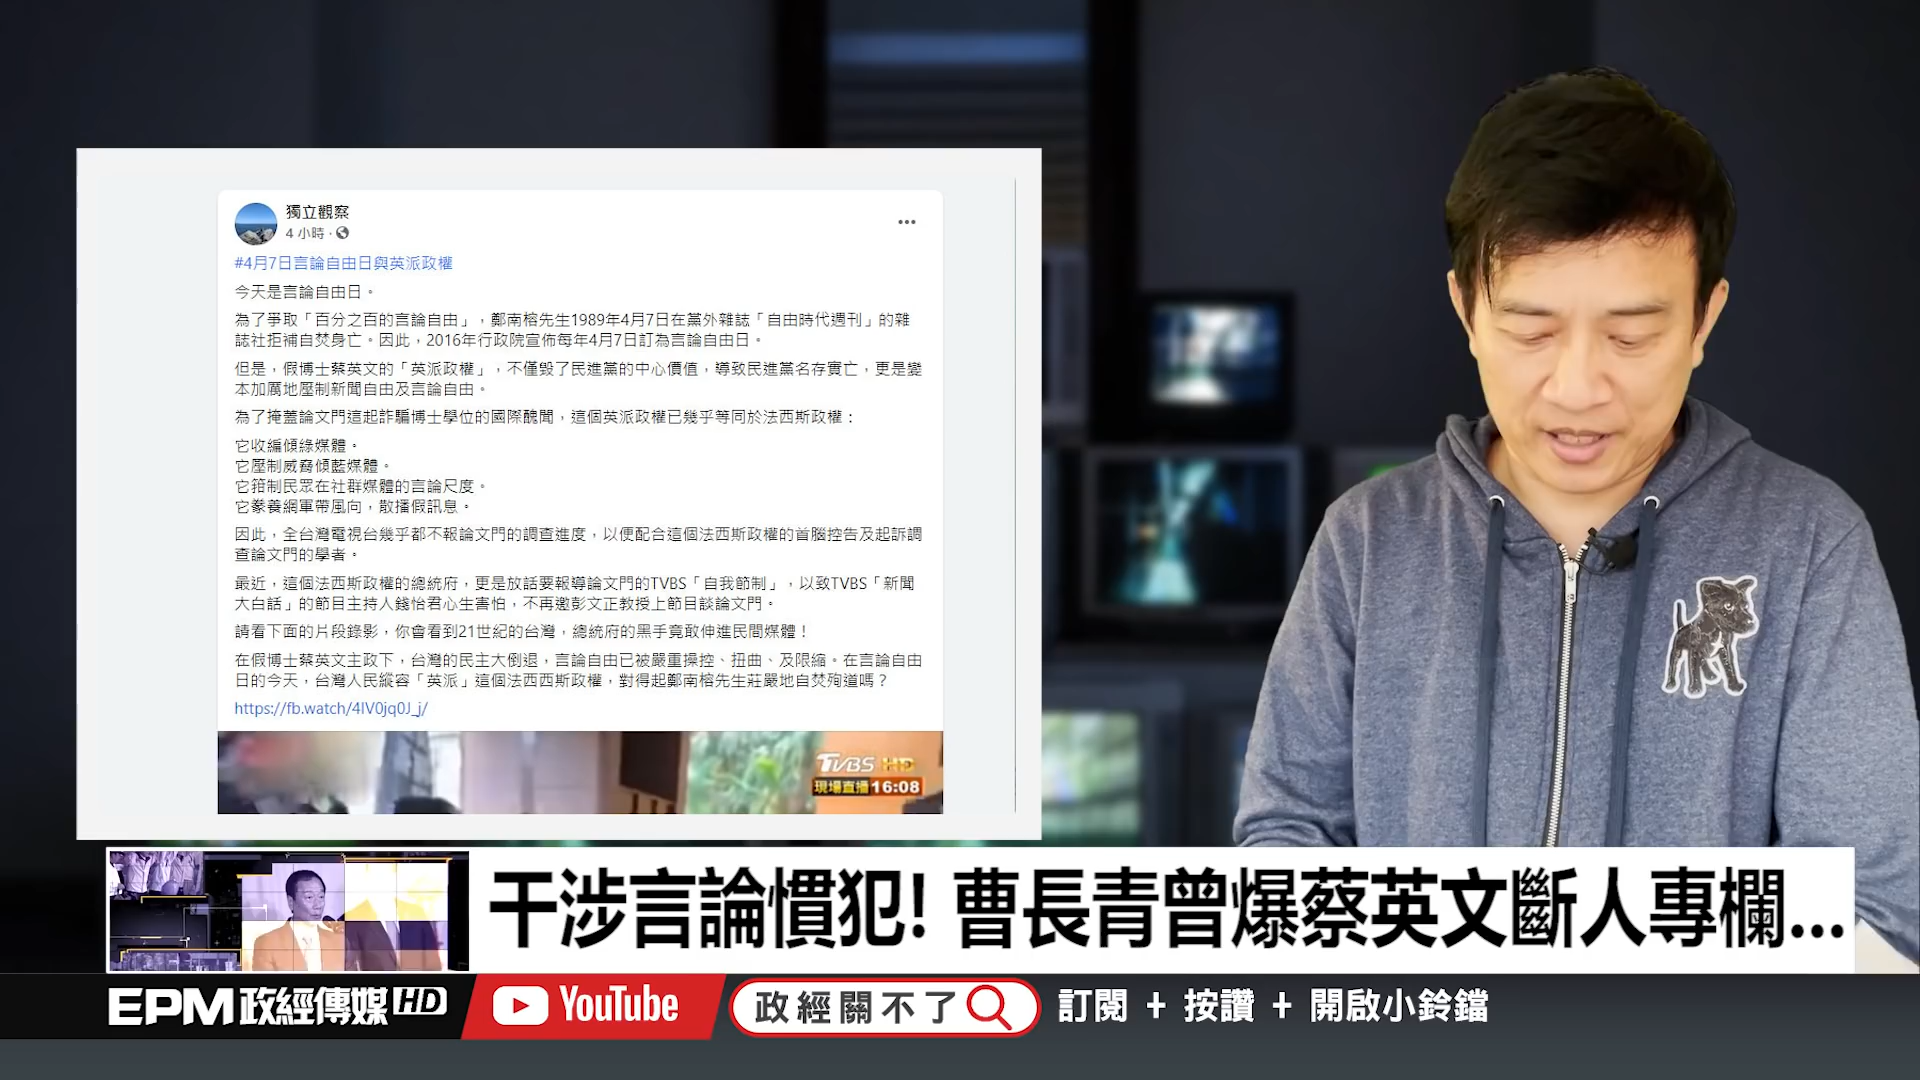 獨立觀察
4 小時 ·
#4月7日言論自由日與英派政權
今天是言論自由日。
為了爭取「百分之百的言論自由」，鄭南榕先生1989年4月7日在黨外雜誌「自由時代週刊」的雜
誌社拒補自焚身亡。因此，2016年行政院宣佈每年4月7日訂為言論自由日。
但是，假博士蔡英文的「英派政權」，不僅毀了民進黨的中心價值，導致民進黨名存實亡，更是變
本加厲地壓制新聞自由及言論自由。
為了掩蓋論文門這起詐騙博士學位的國際醜聞，這個英派政權已幾乎等同於法西斯政權：
它收編傾綠媒體。
它壓制威脅傾藍媒體。
它箝制民眾在社群媒體的言論尺度。
它豢養網軍帶風向，散播假訊息。
因此，全台灣電視台幾乎都不報論文門的調查進度，以便配合這個法西斯政權的首腦控告及起訴調
查論文門的學者。
最近，這個法西斯政權的總統府，更是放話要報導論文門的TVBS「自我節制」，以致TVBS「新聞
大白話」的節目主持人錢怡君心生害怕，不再邀彭文正教授上節目談論文門。
請看下面的片段錄影，你會看到21世紀的台灣，總統府的黑手竟敢伸進民間媒體！
在假博士蔡英文主政下，台灣的民主大倒退，言論自由已被嚴重操控、扭曲、及限縮。在言論自由
日的今天，台灣人民縱容「英派」這個法西西斯政權，對得起鄭南榕先生莊嚴地自焚殉道嗎？
https://fb.watch/4IV0jq0J_j/
TVBS HD
現場直播16:08
干涉言論慣犯! 曹長青曾爆蔡英文斷人專欄...
EPM政經傳媒HD
YouTube
政經關不了
訂閱 + 按讚 + 開啟小鈴鐺